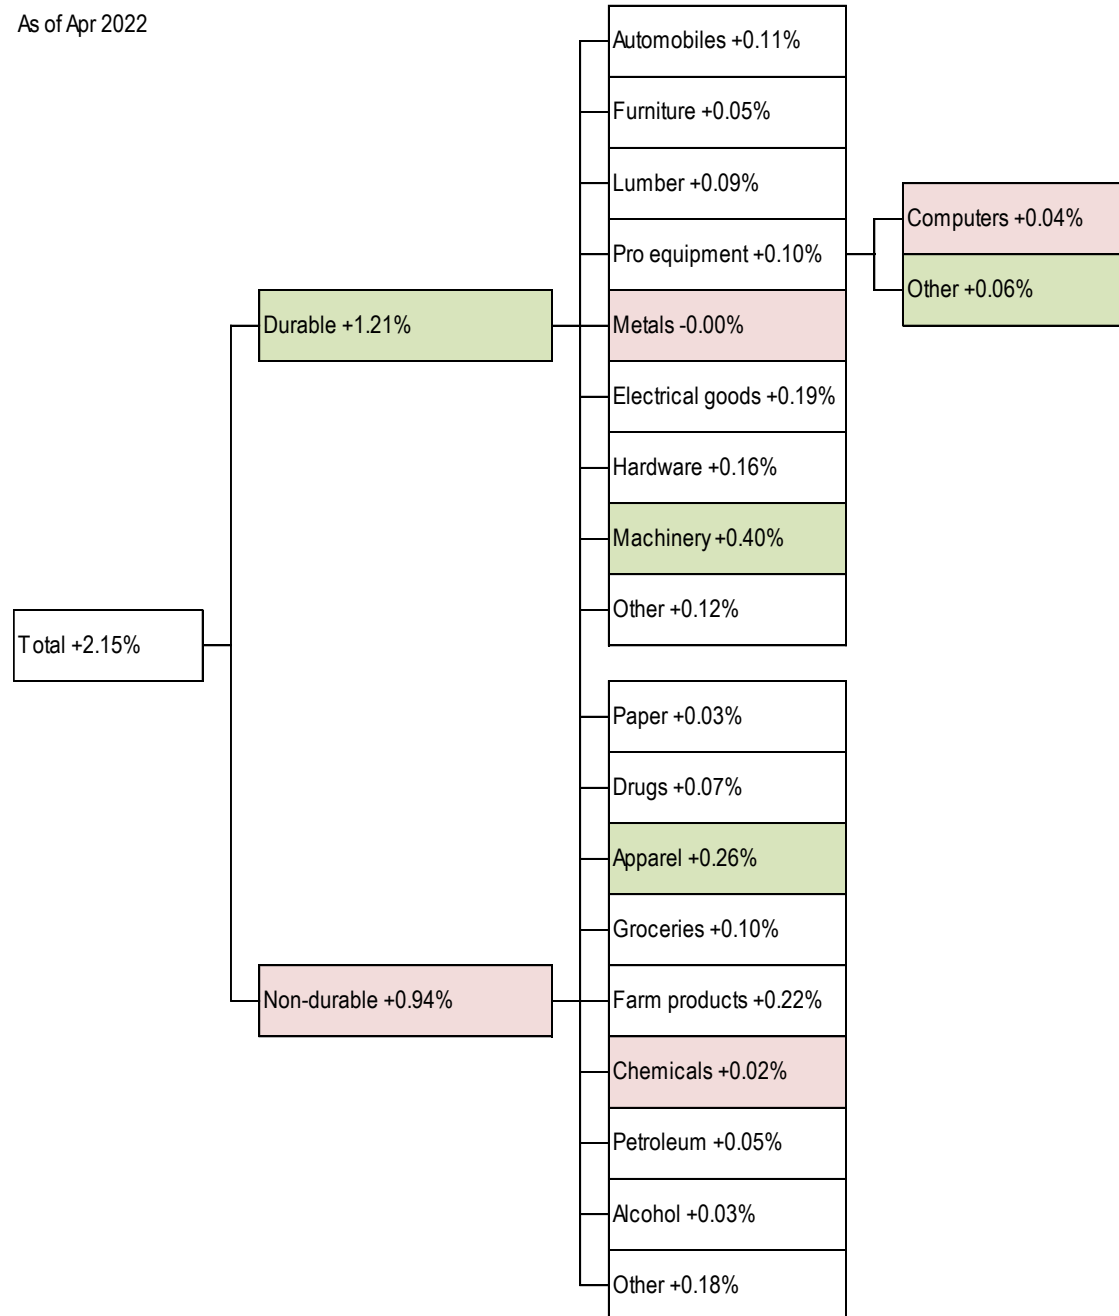 As of Apr 2022
Automobiles +0.11%
Furniture +0.05%
Lumber +0.09%
Pro equipment +0.10%
Computers +0.04%
Other +0.06%
Durable +1.21%
Metals -0.00%
Electrical goods +0.19%
Hardware +0.16%
Machinery +0.40%
Other +0.12%
Total +2.15%
Paper +0.03%
Drugs +0.07%
Apparel +0.26%
Groceries +0.10%
Non-durable +0.94%
Farm products +0.22%
Chemicals +0.02%
Petroleum +0.05%
Alcohol +0.03%
Other +0.18%